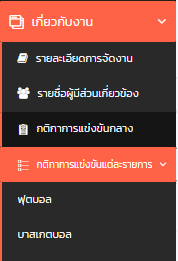 เกี่ยวกับงาน
รายละเอียดการจัดงาน
รายชื่อผู้มีส่วนเกี่ยวข้อง
กติกาการแข่งขันกลาง
กติกาการแข่งขันแต่ละรายการ
ฟุตบอล
บาสเกตบอล